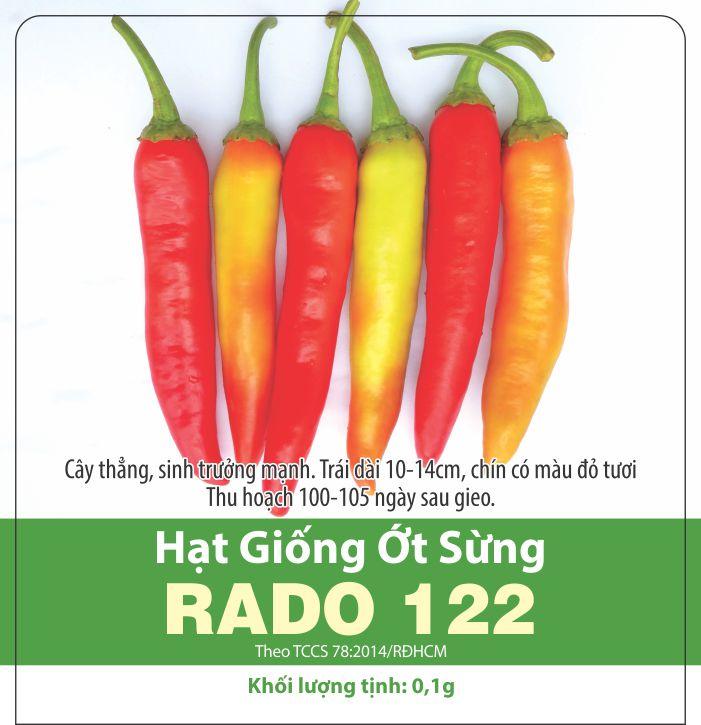 Cây thẳng, sinh trưởng mạnh. Trái dài 10-14cm, chín có màu đỏ tươi
Thu hoạch 100-105 ngày sau gieo.
Hạt Giống Ớt Sừng
RADO 122
Theo TCCS 78:2014/RĐHCM
Khối lượng tịnh: 0,1g